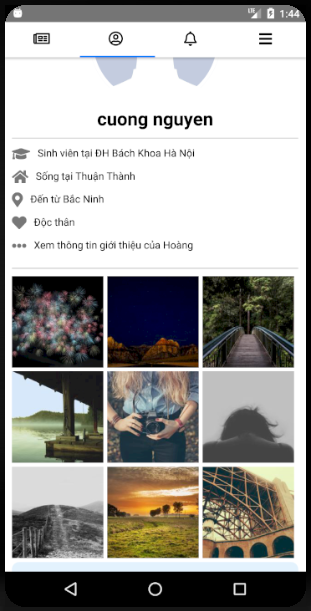 LTE 1:44
cuong nguyen
Sinh viên tại ĐH Bách Khoa Hà Nội
Sống tại Thuận Thành
Đến từ Bắc Ninh
Độc thân
Xem thông tin giới thiệu của Hoàng